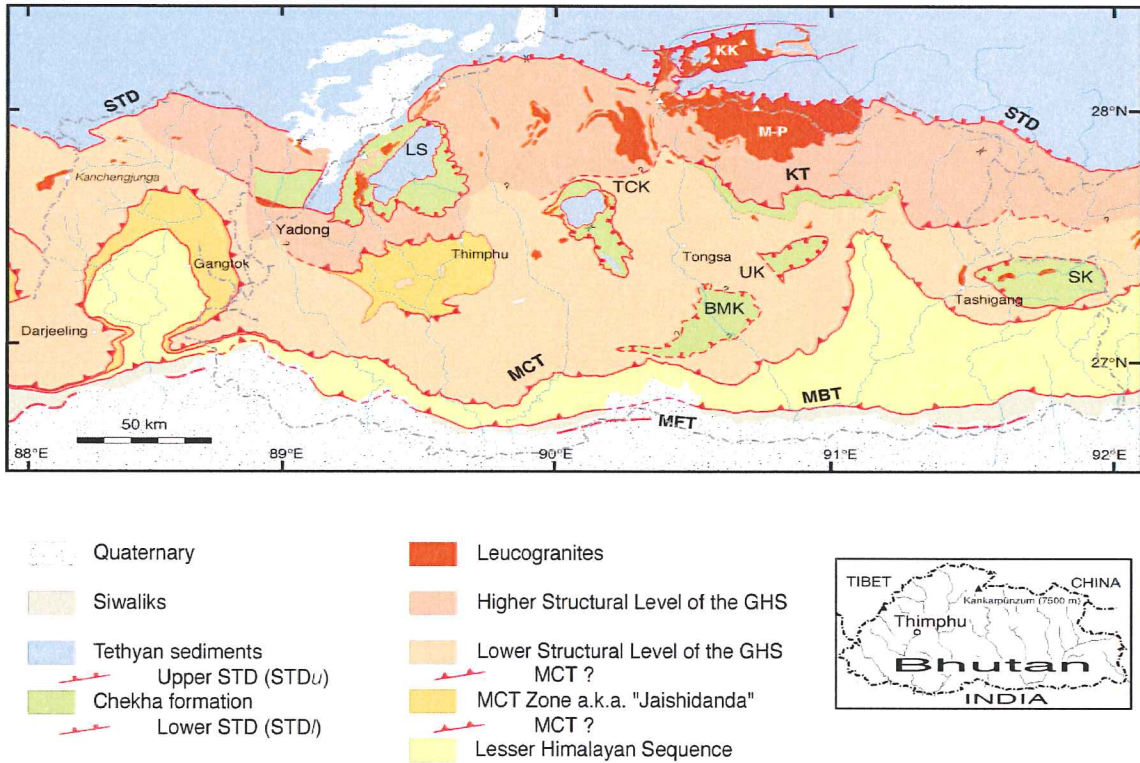 KK
STD
28°N
M-P
STD
LS
Kanchengjunga
TCK
KT
Yadong
Gangtok
Thimphu
Tongsa
UK
SK
Tashigang
BMK
Darjeeling
MCT
27°N
MBT
MFT
50 km
88°E
89°E
90°E
91°E
92°E
Quaternary
Siwaliks
Tethyan sediments
Upper STD (STDu)
Chekha formation
Lower STD (STDl)
Leucogranites
Higher Structural Level of the GHS
Lower Structural Level of the GHS
MCT ?
MCT Zone a.k.a. "Jaishidanda"
MCT ?
Lesser Himalayan Sequence
TIBET
CHINA
Kankarpünzum (7500 m)
Thimphu
Bhutan
INDIA